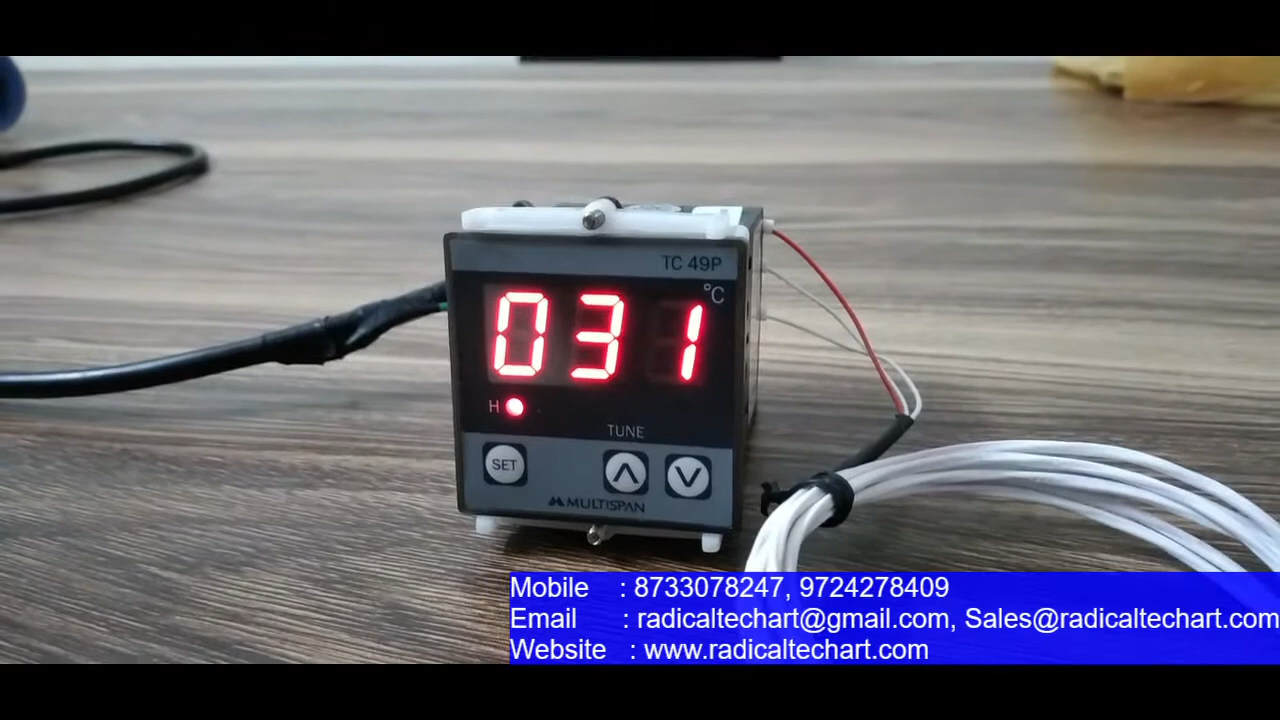 TC 49P
°C
031
H
TUNE
SET
MULTISPAN
Mobile : 8733078247, 9724278409
Email : radicaltechart@gmail.com, Sales@radicaltechart.com
Website : www.radicaltechart.com